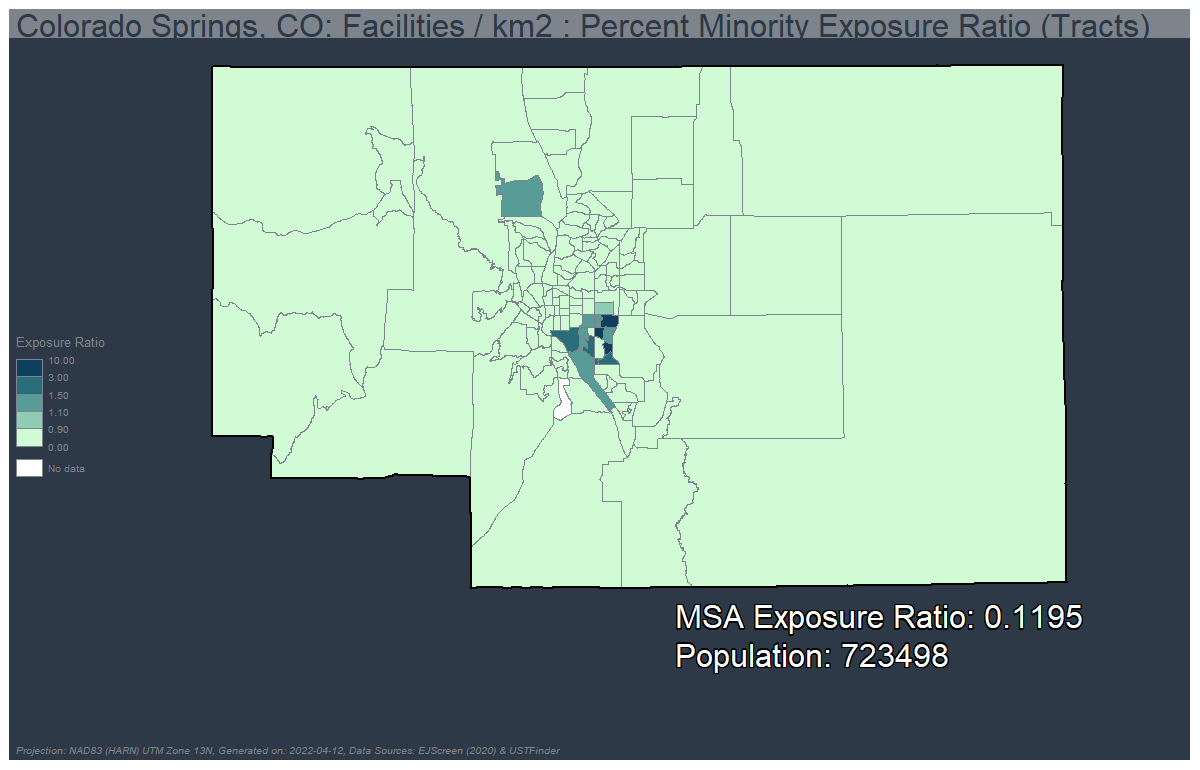 Colorado Springs, CO: Facilities / km2 : Percent Minority Exposure Ratio (Tracts)
Exposure Ratio
10.00
3.00
1.50
1.10
0.90
0.00
No data
MSA Exposure Ratio: 0.1195
Population: 723498
Projection: NAD83 (HARN) UTM Zone 13N, Generated on: 2022-04-12, Data Sources: EJScreen (2020) & USTFinder